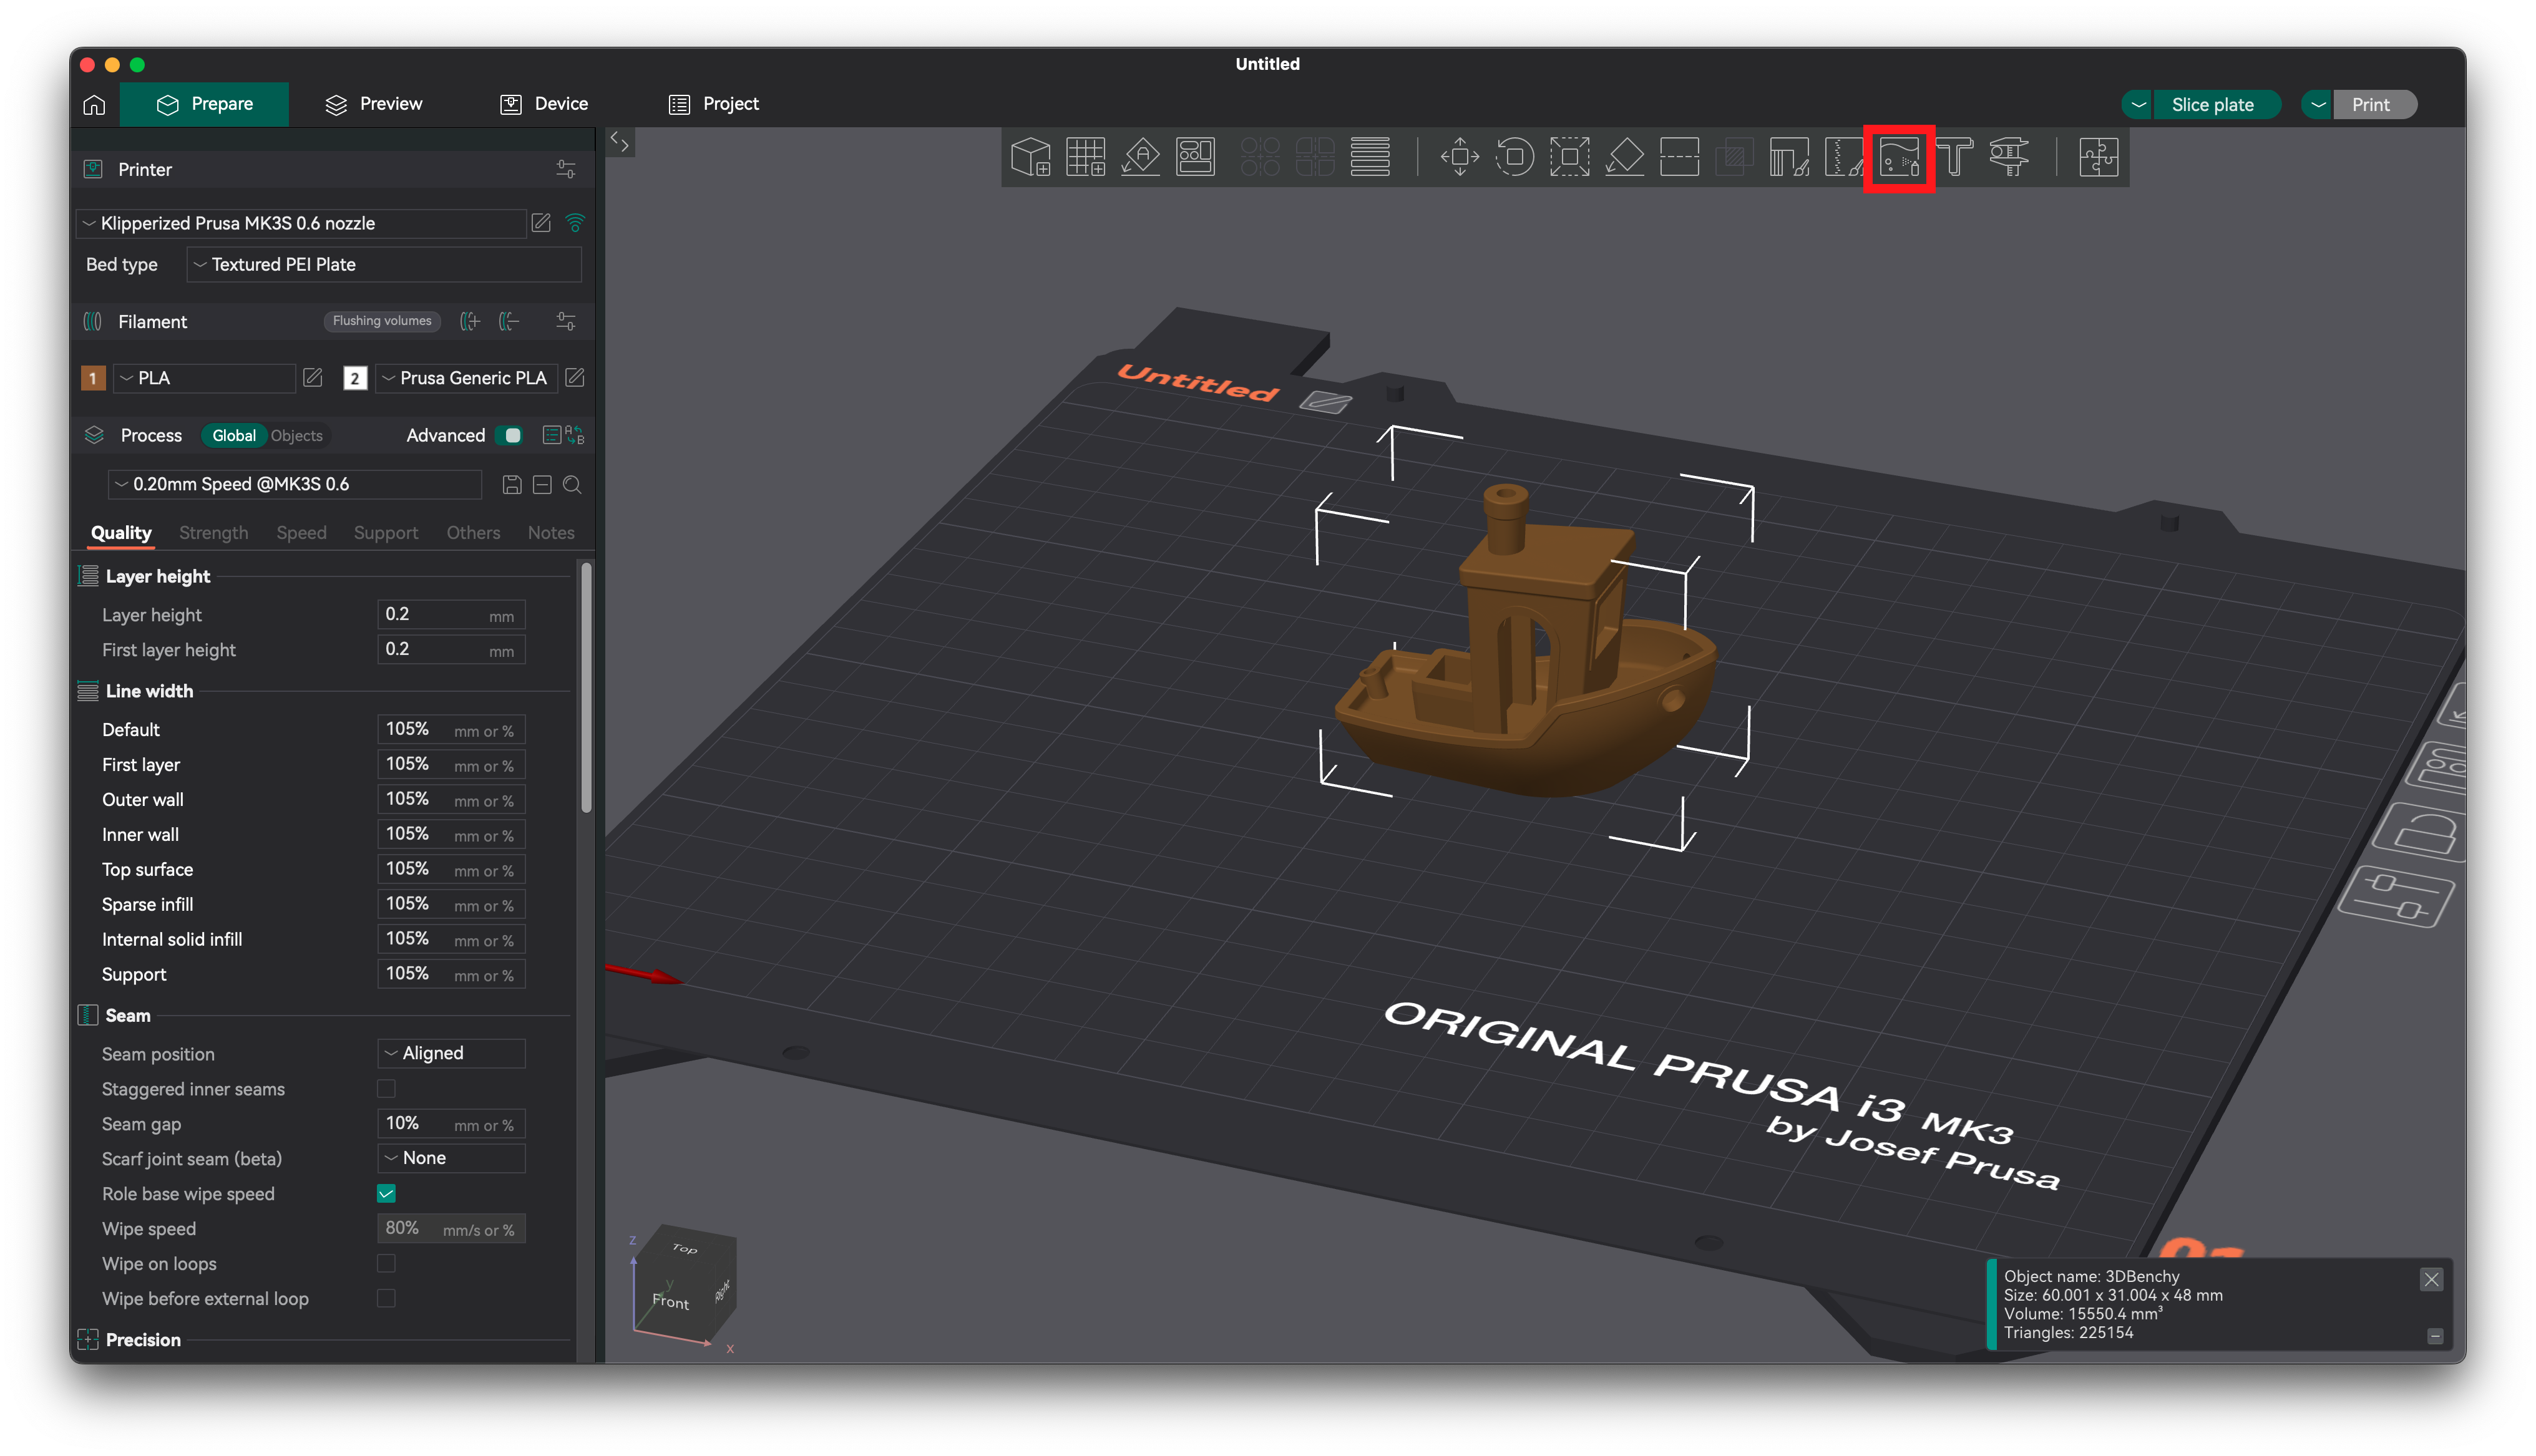 Untitled
Prepare
Preview
Device
Project
Slice plate
Print
Printer
Klipperized Prusa MK3S 0.6 nozzle
Bed type
Textured PEI Plate
Filament
Flushing volumes
1
PLA
2
Prusa Generic PLA
Process
Global
Objects
Advanced
0.20mm Speed @MK3S 0.6
Quality
Strength
Speed
Support
Others
Notes
Layer height
Layer height 0.2 mm
First layer height 0.2 mm
Line width
Default 105% mm or %
First layer 105% mm or %
Outer wall 105% mm or %
Inner wall 105% mm or %
Top surface 105% mm or %
Sparse infill 105% mm or %
Internal solid infill 105% mm or %
Support 105% mm or %
Seam
Seam position Aligned
Staggered inner seams
Seam gap 10% mm or %
Scarf joint seam (beta) None
Role base wipe speed
Wipe speed 80% mm/s or %
Wipe on loops
Wipe before external loop
Precision
Untitled
ORIGINAL PRUSA i3 MK3
by Josef Prusa
Z
Top
y
Front
Right
X
Object name: 3DBenchy
Size: 60.001 x 31.004 x 48 mm
Volume: 15550.4 mm³
Triangles: 225154